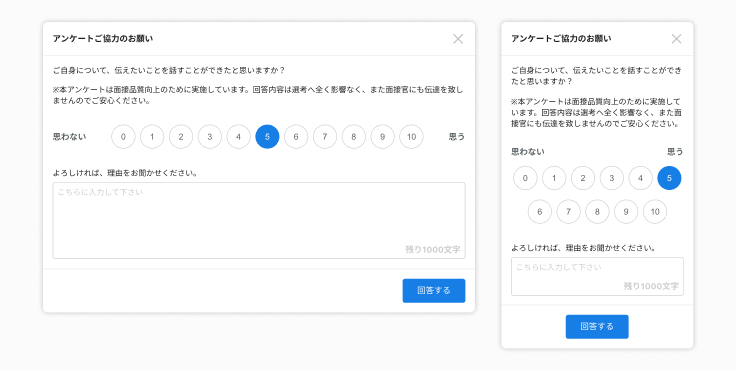 アンケートご協力のお願い
ご自身について、伝えたいことを話すことができたと思いますか？
※本アンケートは面接品質向上のために実施しています。回答内容は選考へ全く影響なく、また面接官にも伝達を致し
ませんのでご安心ください。
思わない 0 1 2 3 4 5 6 7 8 9 10 思う
よろしければ、理由をお聞かせください。
こちらに入力して下さい
残り1000文字
回答する
アンケートご協力のお願い
ご自身について、伝えたいことを話すことができ
たと思いますか？
※本アンケートは面接品質向上のために実施して
います。回答内容は選考へ全く影響なく、また面
接官にも伝達を致しませんのでご安心ください。
思わない 思う
0 1 2 3 4 5
6 7 8 9 10
よろしければ、理由をお聞かせください。
こちらに入力して下さい
残り1000文字
回答する